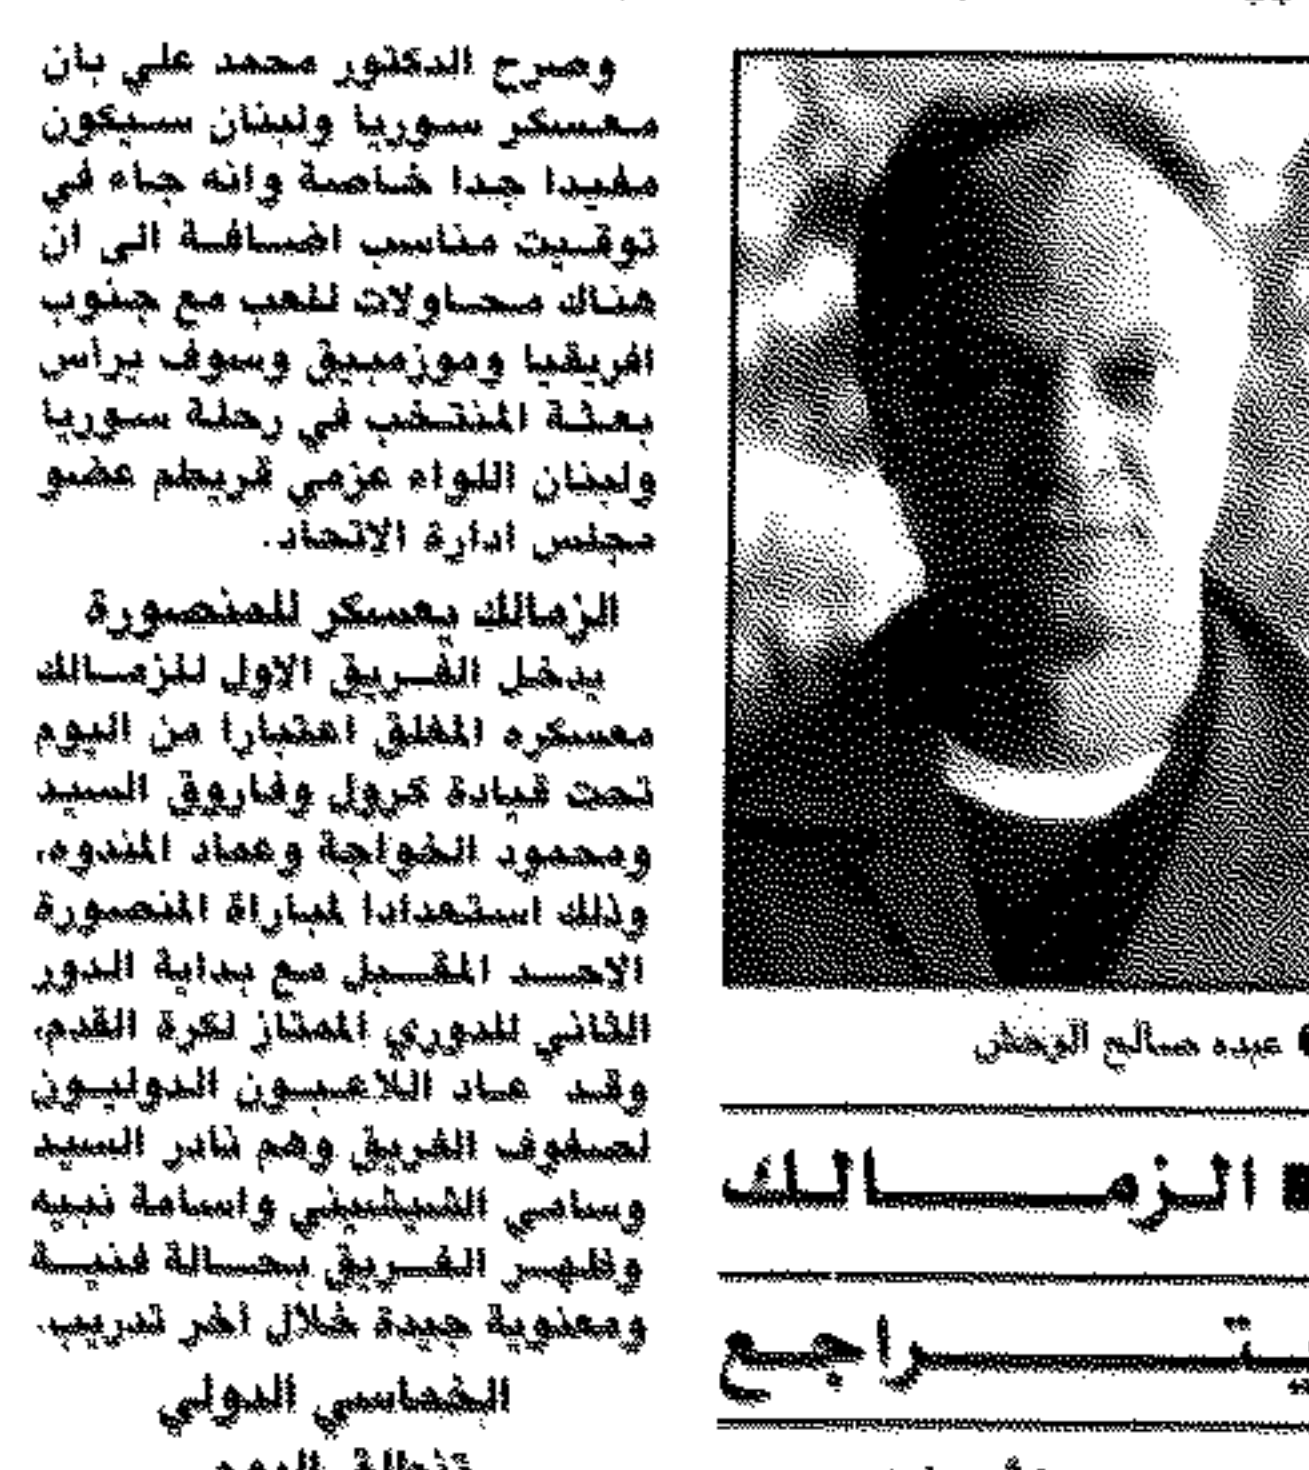 عبده صالح الوحش
الزمـــالك
يتـــراجع
وصرح الدكتور محمد علي بان
معسكر سوريا ولبنان سيكون
مفيدا جدا خاصة وانه جاء في
توقيت مناسب اضافة الى ان
هناك محاولات للعب مع جنوب
افريقيا وموزمبيق وسوف يرأس
بعثة المنتخب في رحلة سوريا
ولبنان اللواء عزمي قريطم عضو
مجلس ادارة الاتحاد.
الزمالك يعسكر للمنصورة
يدخل الفريق الاول للزمالك
معسكره المغلق اعتبارا من اليوم
تحت قيادة كرول وفاروق السيد
ومحمود الخواجة وعماد المندوه،
وذلك استعدادا لمباراة المنصورة
الاحد المقبل مع بداية الدور
الثاني للدوري الممتاز لكرة القدم،
وقد عاد اللاعبون الدوليون
لصفوف الفريق وهم نادر السيد
وسامي الشيشيني واسامة نبيه
وظهر الفريق بحالة فنية
ومعنوية جيدة خلال اخر تدريب.
الخماسي الدولي